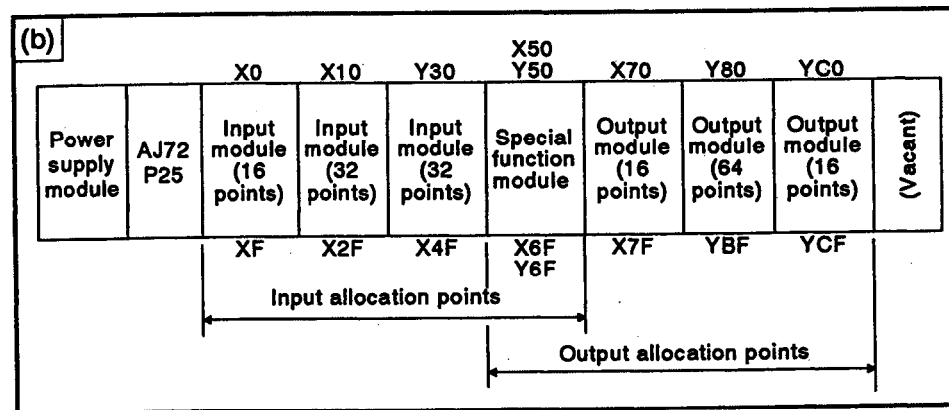 (b)
X50
X0 X10 Y30 Y50 X70 Y80 YC0
Power supply module
AJ72 P25
Input module (16 points)
Input module (32 points)
Input module (32 points)
Special function module
Output module (16 points)
Output module (64 points)
Output module (16 points)
(Vacant)
XF X2F X4F X6F X7F YBF YCF
Y6F
Input allocation points
Output allocation points